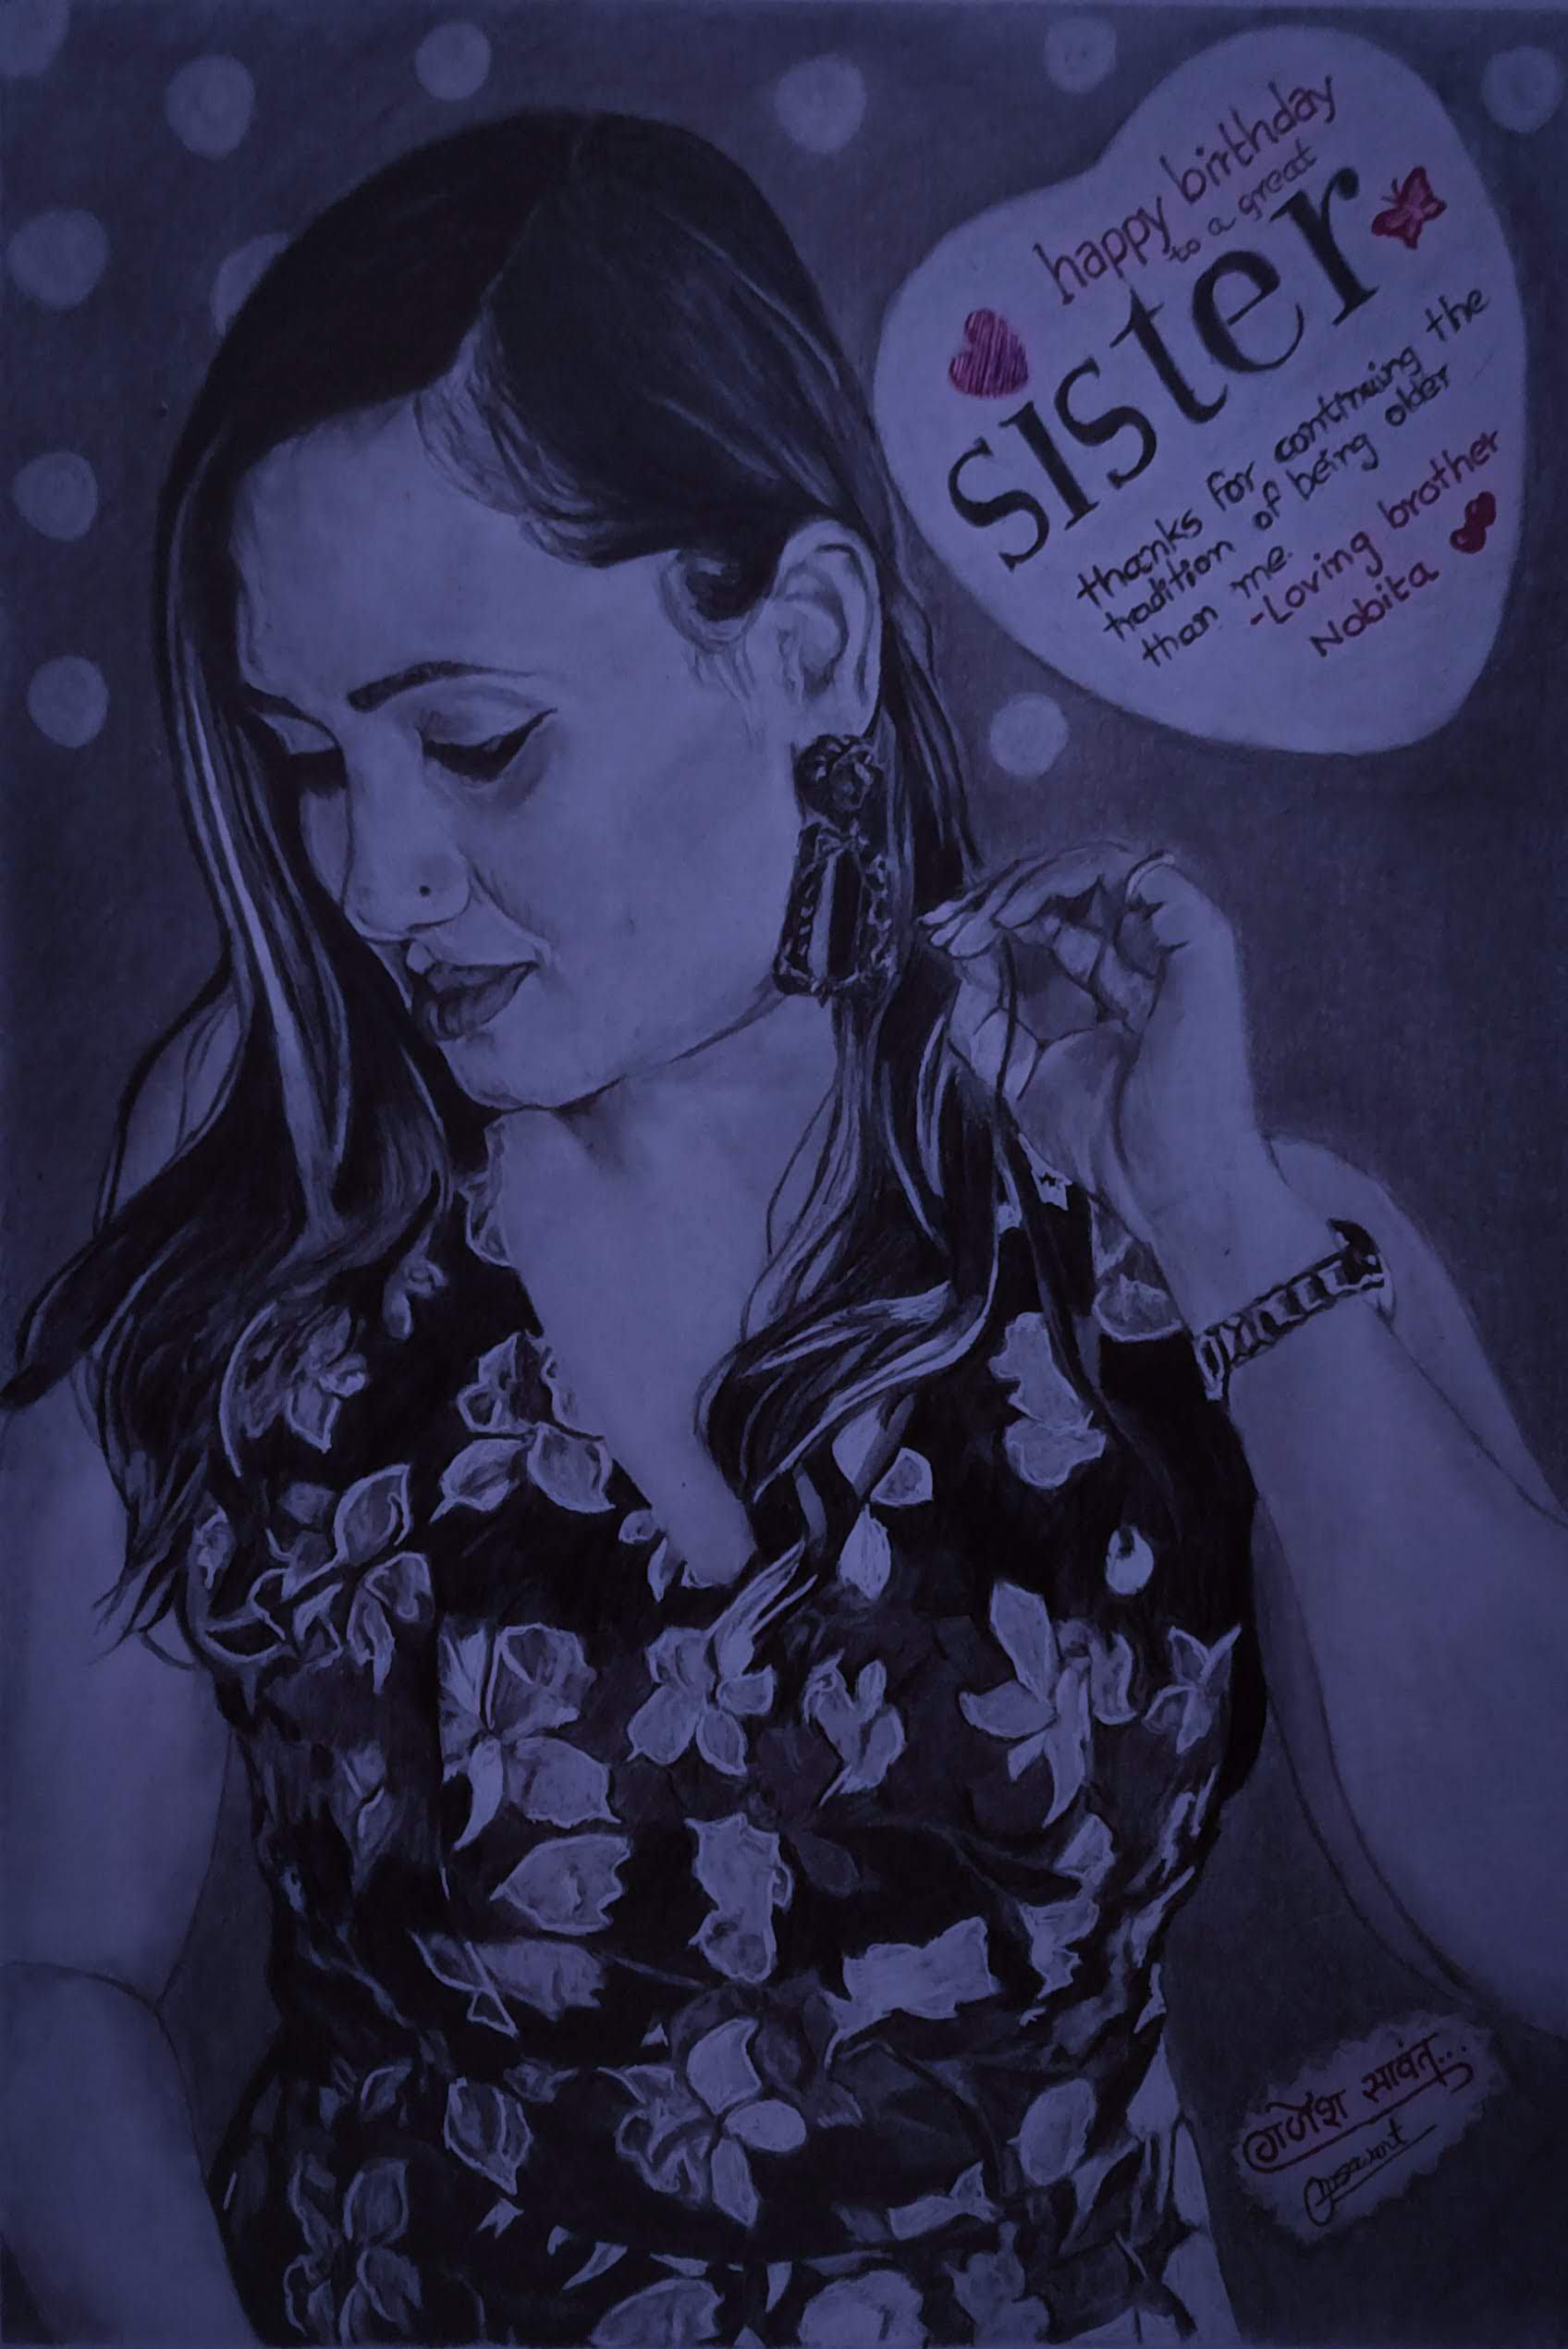 happy birthday
to a great
sister
thanks for continuing the
tradition of being older
than me.
-Loving brother
Nobita
गणेश सावंत...